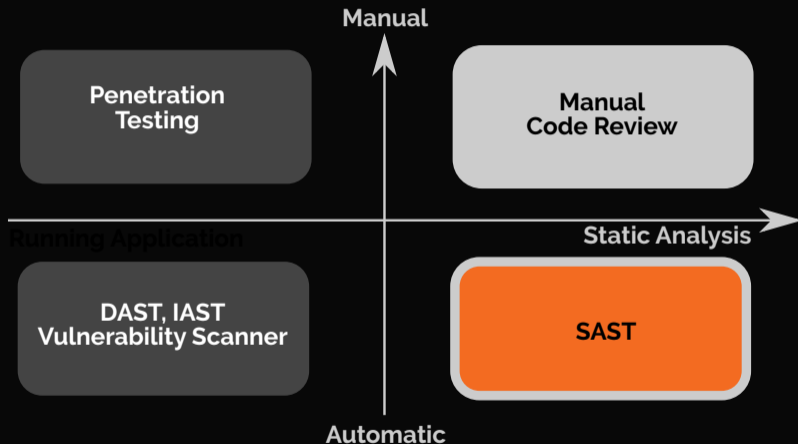 Manual
Penetration
Testing
Manual
Code Review
Running Application
Static Analysis
DAST, IAST
Vulnerability Scanner
SAST
Automatic